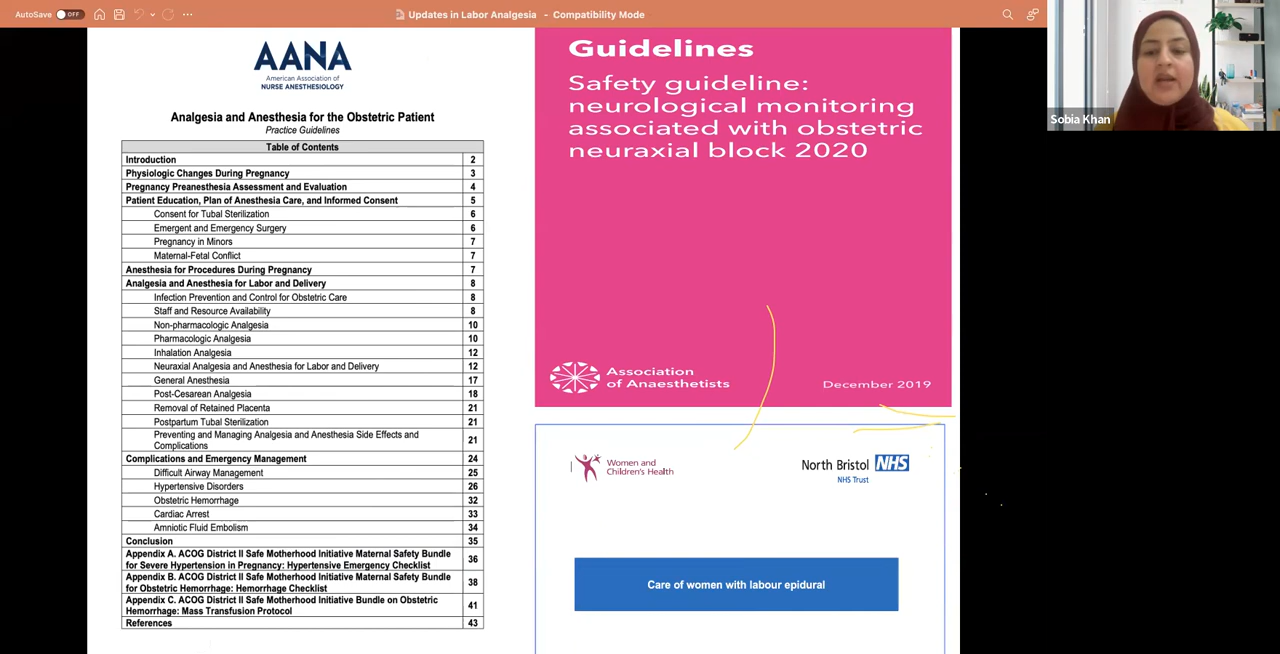 AutoSave OFF
Updates in Labor Analgesia - Compatibility Mode
AANA
American Association of
NURSE ANESTHESIOLOGY
Analgesia and Anesthesia for the Obstetric Patient
Practice Guidelines
Table of Contents
Introduction 2
Physiologic Changes During Pregnancy 3
Pregnancy Preanesthesia Assessment and Evaluation 4
Patient Education, Plan of Anesthesia Care, and Informed Consent 5
Consent for Tubal Sterilization 6
Emergent and Emergency Surgery 6
Pregnancy in Minors 7
Maternal-Fetal Conflict 7
Anesthesia for Procedures During Pregnancy 7
Analgesia and Anesthesia for Labor and Delivery 8
Infection Prevention and Control for Obstetric Care 8
Staff and Resource Availability 8
Non-pharmacologic Analgesia 10
Pharmacologic Analgesia 10
Inhalation Analgesia 12
Neuraxial Analgesia and Anesthesia for Labor and Delivery 12
General Anesthesia 17
Post-Cesarean Analgesia 18
Removal of Retained Placenta 21
Postpartum Tubal Sterilization 21
Preventing and Managing Analgesia and Anesthesia Side Effects and
Complications 21
Complications and Emergency Management 24
Difficult Airway Management 25
Hypertensive Disorders 26
Obstetric Hemorrhage 32
Cardiac Arrest 33
Amniotic Fluid Embolism 34
Conclusion 35
Appendix A. ACOG District II Safe Motherhood Initiative Maternal Safety Bundle
for Severe Hypertension in Pregnancy: Hypertensive Emergency Checklist 36
Appendix B. ACOG District II Safe Motherhood Initiative Maternal Safety Bundle
for Obstetric Hemorrhage: Hemorrhage Checklist 38
Appendix C. ACOG District II Safe Motherhood Initiative Bundle on Obstetric
Hemorrhage: Mass Transfusion Protocol 41
References 43
Guidelines
Safety guideline:
neurological monitoring
associated with obstetric
neuraxial block 2020
Association
of Anaesthetists
December 2019
Women and
Children's Health
North Bristol NHS
NHS Trust
Care of women with labour epidural
Sobia Khan